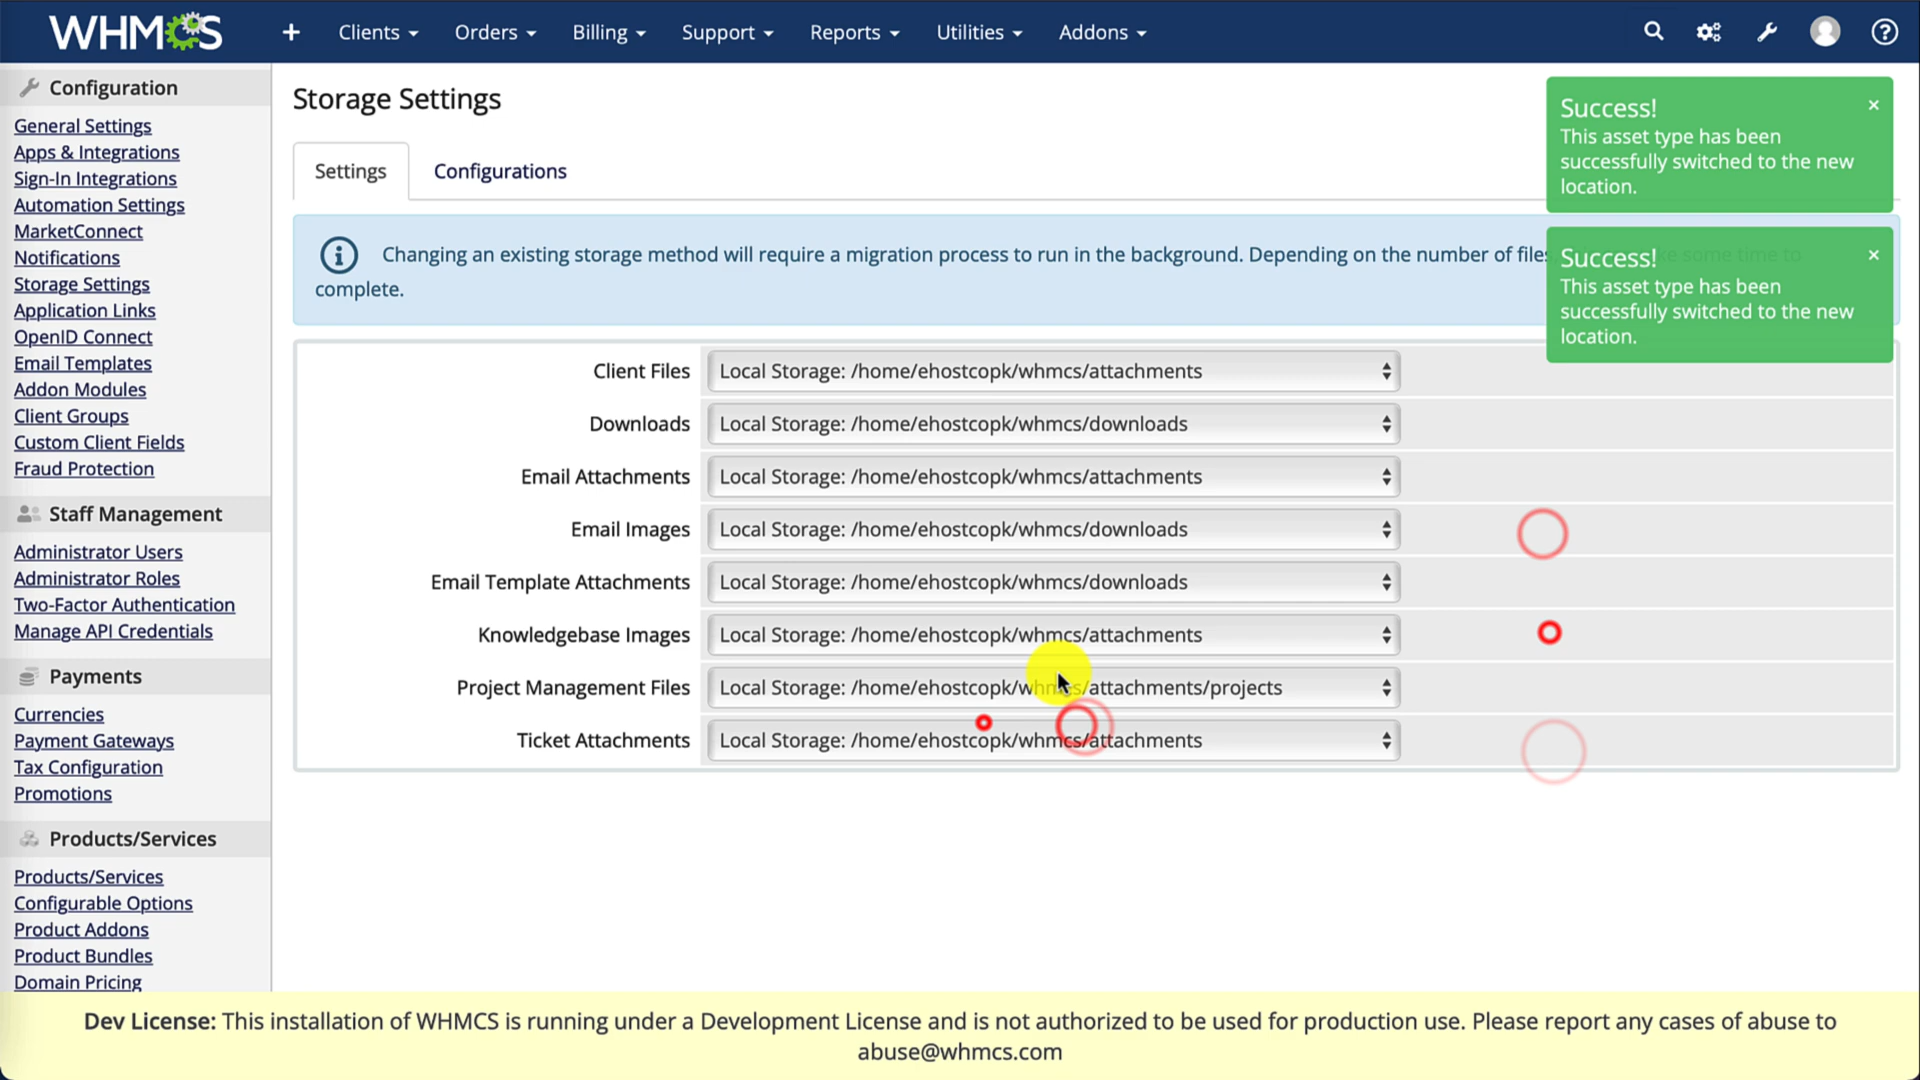 WHMCS
Clients
Orders
Billing
Support
Reports
Utilities
Addons
Configuration
General Settings
Apps & Integrations
Sign-In Integrations
Automation Settings
MarketConnect
Notifications
Storage Settings
Application Links
OpenID Connect
Email Templates
Addon Modules
Client Groups
Custom Client Fields
Fraud Protection
Staff Management
Administrator Users
Administrator Roles
Two-Factor Authentication
Manage API Credentials
Payments
Currencies
Payment Gateways
Tax Configuration
Promotions
Products/Services
Products/Services
Configurable Options
Product Addons
Product Bundles
Domain Pricing
Storage Settings
Settings
Configurations
Success!
This asset type has been
successfully switched to the new
location.
Changing an existing storage method will require a migration process to run in the background. Depending on the number of files some time to
complete.
Success!
This asset type has been
successfully switched to the new
location.
Client Files Local Storage: /home/ehostcopk/whmcs/attachments
Downloads Local Storage: /home/ehostcopk/whmcs/downloads
Email Attachments Local Storage: /home/ehostcopk/whmcs/attachments
Email Images Local Storage: /home/ehostcopk/whmcs/downloads
Email Template Attachments Local Storage: /home/ehostcopk/whmcs/downloads
Knowledgebase Images Local Storage: /home/ehostcopk/whmcs/attachments
Project Management Files Local Storage: /home/ehostcopk/whmcs/attachments/projects
Ticket Attachments Local Storage: /home/ehostcopk/whmcs/attachments
Dev License: This installation of WHMCS is running under a Development License and is not authorized to be used for production use. Please report any cases of abuse to
abuse@whmcs.com